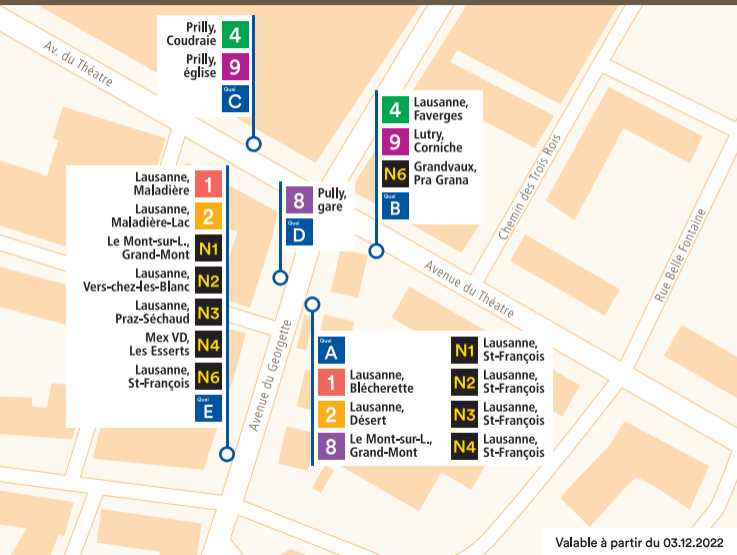 Av. du Théatre
Prilly,
Coudraie
4
Prilly,
église
9
Quai
C
4
Lausanne,
Faverges
9
Lutry,
Corniche
N6
Grandvaux,
Pra Grana
Quai
B
Chemin des Trois Rois
Rue Belle Fontaine
Avenue du Théatre
8
Pully,
gare
Quai
D
Lausanne,
Maladière
1
Lausanne,
Maladière-Lac
2
Le Mont-sur-L.,
Grand-Mont
N1
Lausanne,
Vers-chez-les-Blanc
N2
Lausanne,
Praz-Séchaud
N3
Mex VD,
Les Esserts
N4
Lausanne,
St-François
N6
Quai
E
Avenue du Georgette
Quai
A
1
Lausanne,
Blécherette
2
Lausanne,
Désert
8
Le Mont-sur-L.,
Grand-Mont
N1
Lausanne,
St-François
N2
Lausanne,
St-François
N3
Lausanne,
St-François
N4
Lausanne,
St-François
Valable à partir du 03.12.2022